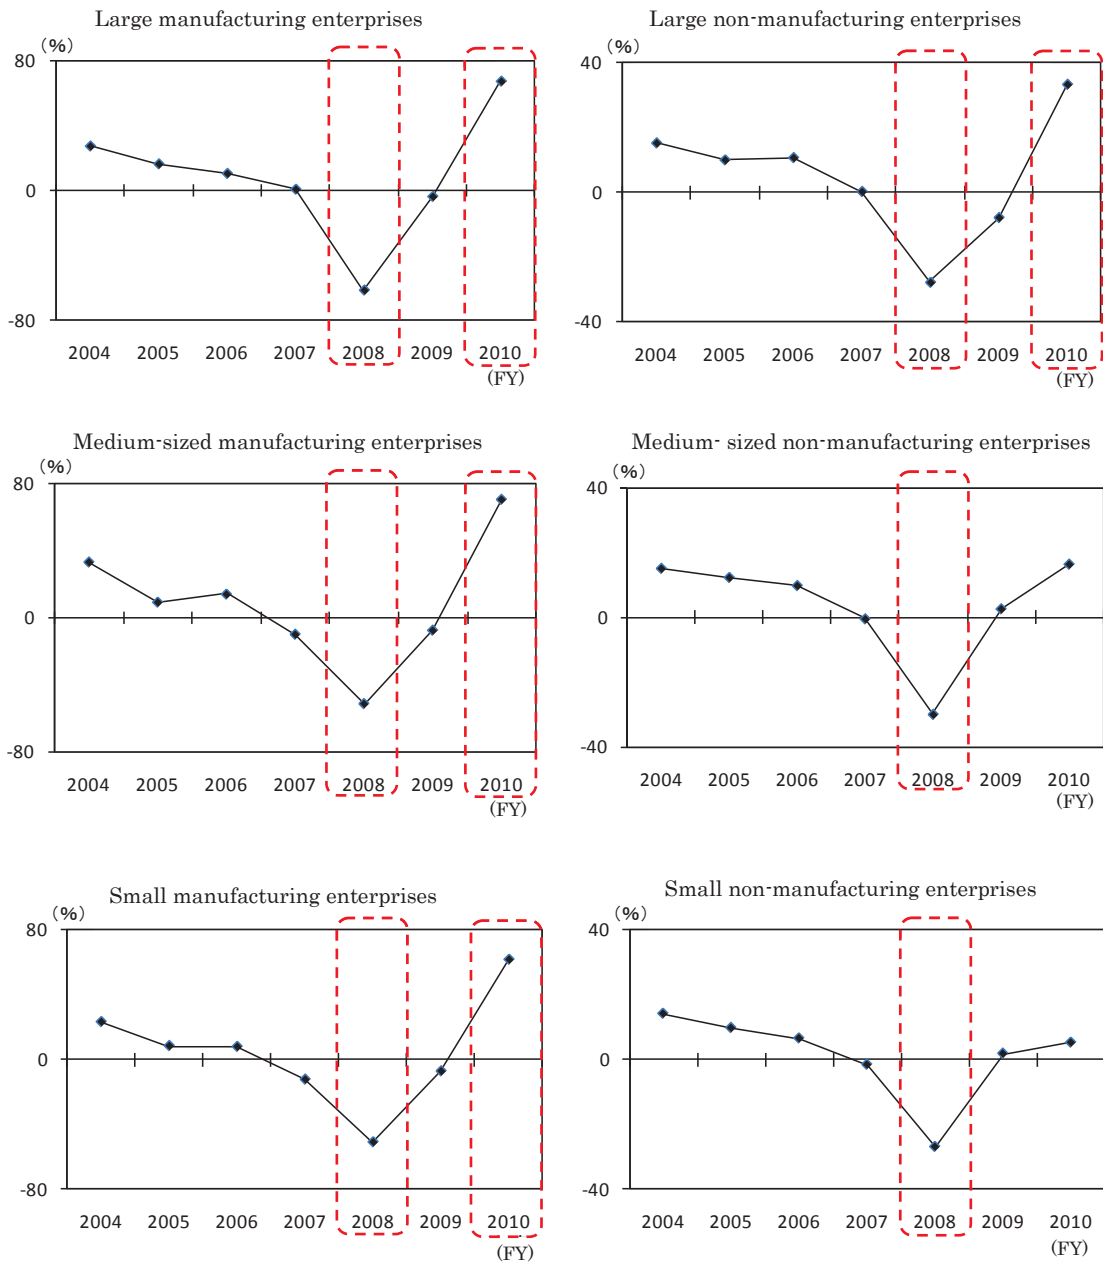 Large manufacturing enterprises
(%)
80
0
-80
2004 2005 2006 2007 2008 2009 2010
(FY)
Large non-manufacturing enterprises
(%)
40
0
-40
2004 2005 2006 2007 2008 2009 2010
(FY)
Medium-sized manufacturing enterprises
(%)
80
0
-80
2004 2005 2006 2007 2008 2009 2010
(FY)
Medium- sized non-manufacturing enterprises
(%)
40
0
-40
2004 2005 2006 2007 2008 2009 2010
(FY)
Small manufacturing enterprises
(%)
80
0
-80
2004 2005 2006 2007 2008 2009 2010
(FY)
Small non-manufacturing enterprises
(%)
40
0
-40
2004 2005 2006 2007 2008 2009 2010
(FY)